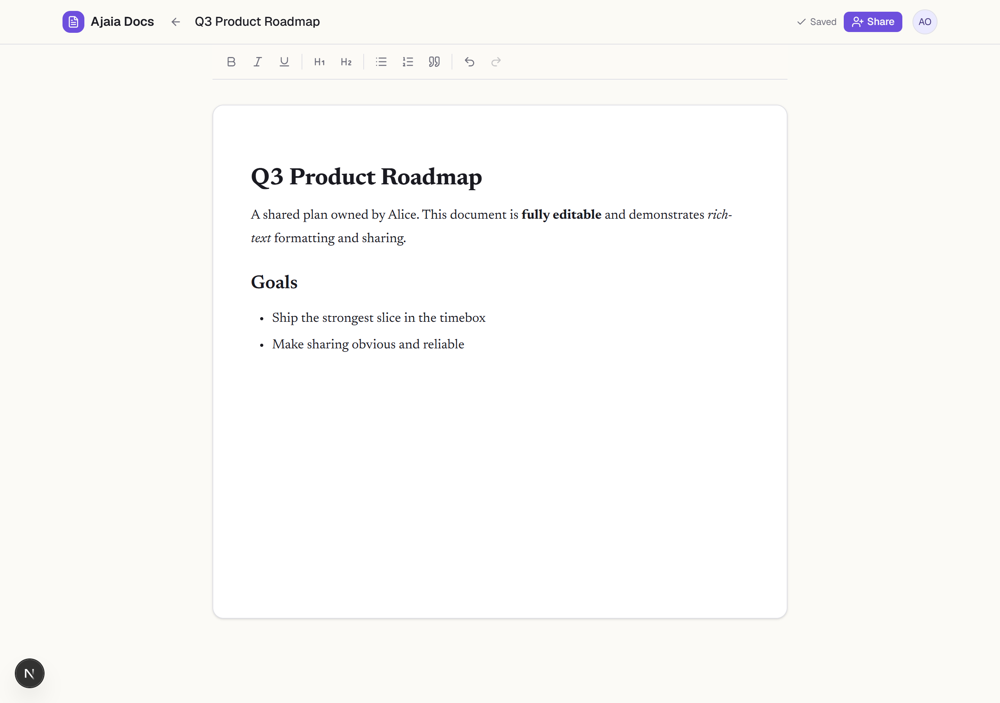 Ajaia Docs
Q3 Product Roadmap
Saved
Share
AO
B I U H1 H2
Q3 Product Roadmap
A shared plan owned by Alice. This document is fully editable and demonstrates rich-
text formatting and sharing.
Goals
• Ship the strongest slice in the timebox
• Make sharing obvious and reliable
N